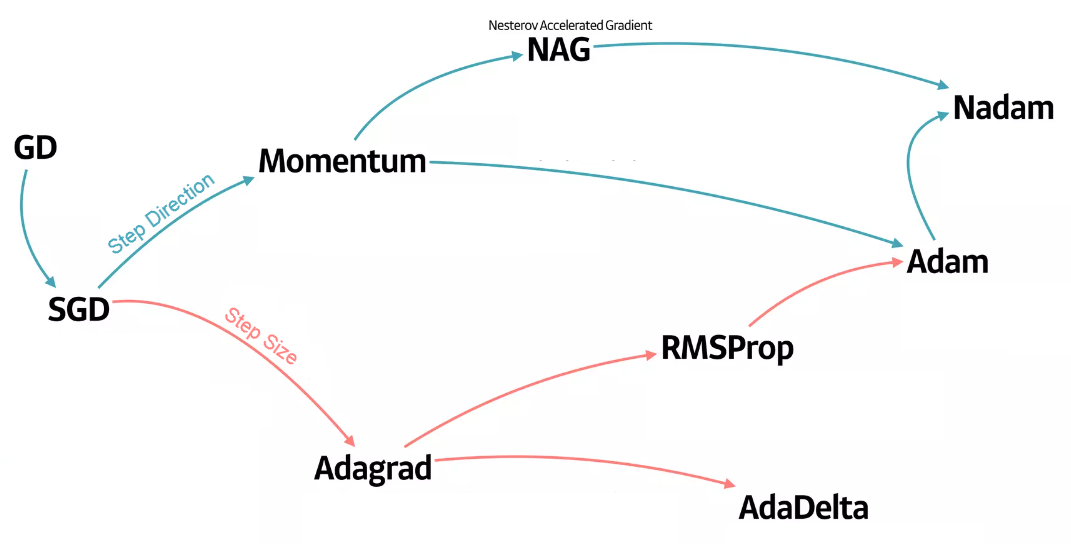 Nesterov Accelerated Gradient
NAG
Nadam
GD
Momentum
Step Direction
Adam
SGD
Step Size
RMSProp
Adagrad
AdaDelta